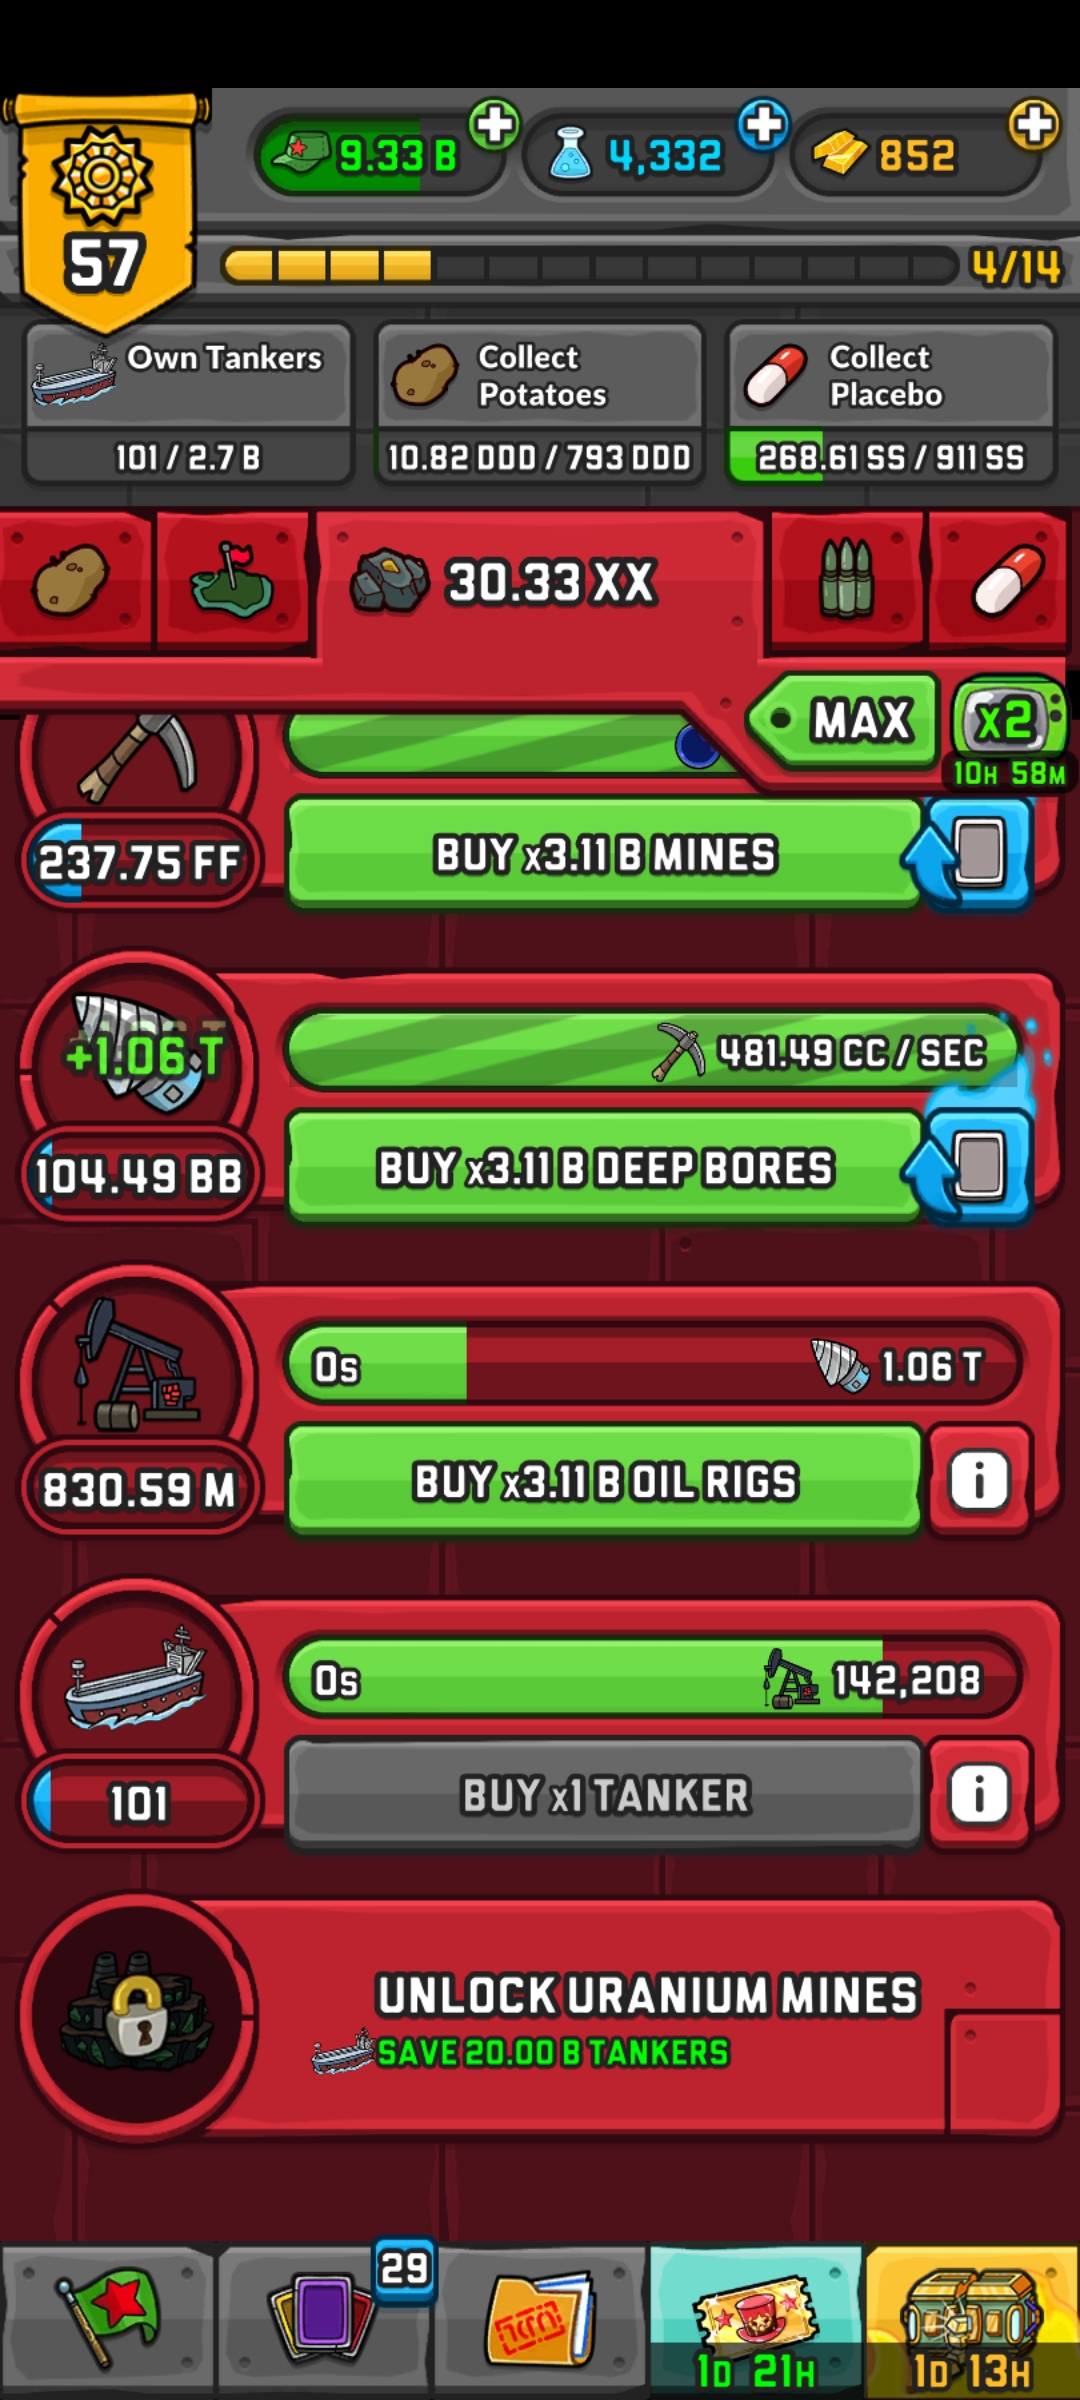 9.33 B
4,332
852
57
4/14
Own Tankers
101 / 2.7 B
Collect
Potatoes
10.82 DDD / 793 DDD
Collect
Placebo
268.61 SS / 911 SS
30.33 XX
MAX
x2
10H 58M
237.75 FF
BUY x3.11 B MINES
+1.06 T
481.49 CC / SEC
104.49 BB
BUY x3.11 B DEEP BORES
0s
1.06 T
830.59 M
BUY x3.11 B OIL RIGS
i
0s
142,208
101
BUY x1 TANKER
i
UNLOCK URANIUM MINES
SAVE 20.00 B TANKERS
29
1D 21H
1D 13H